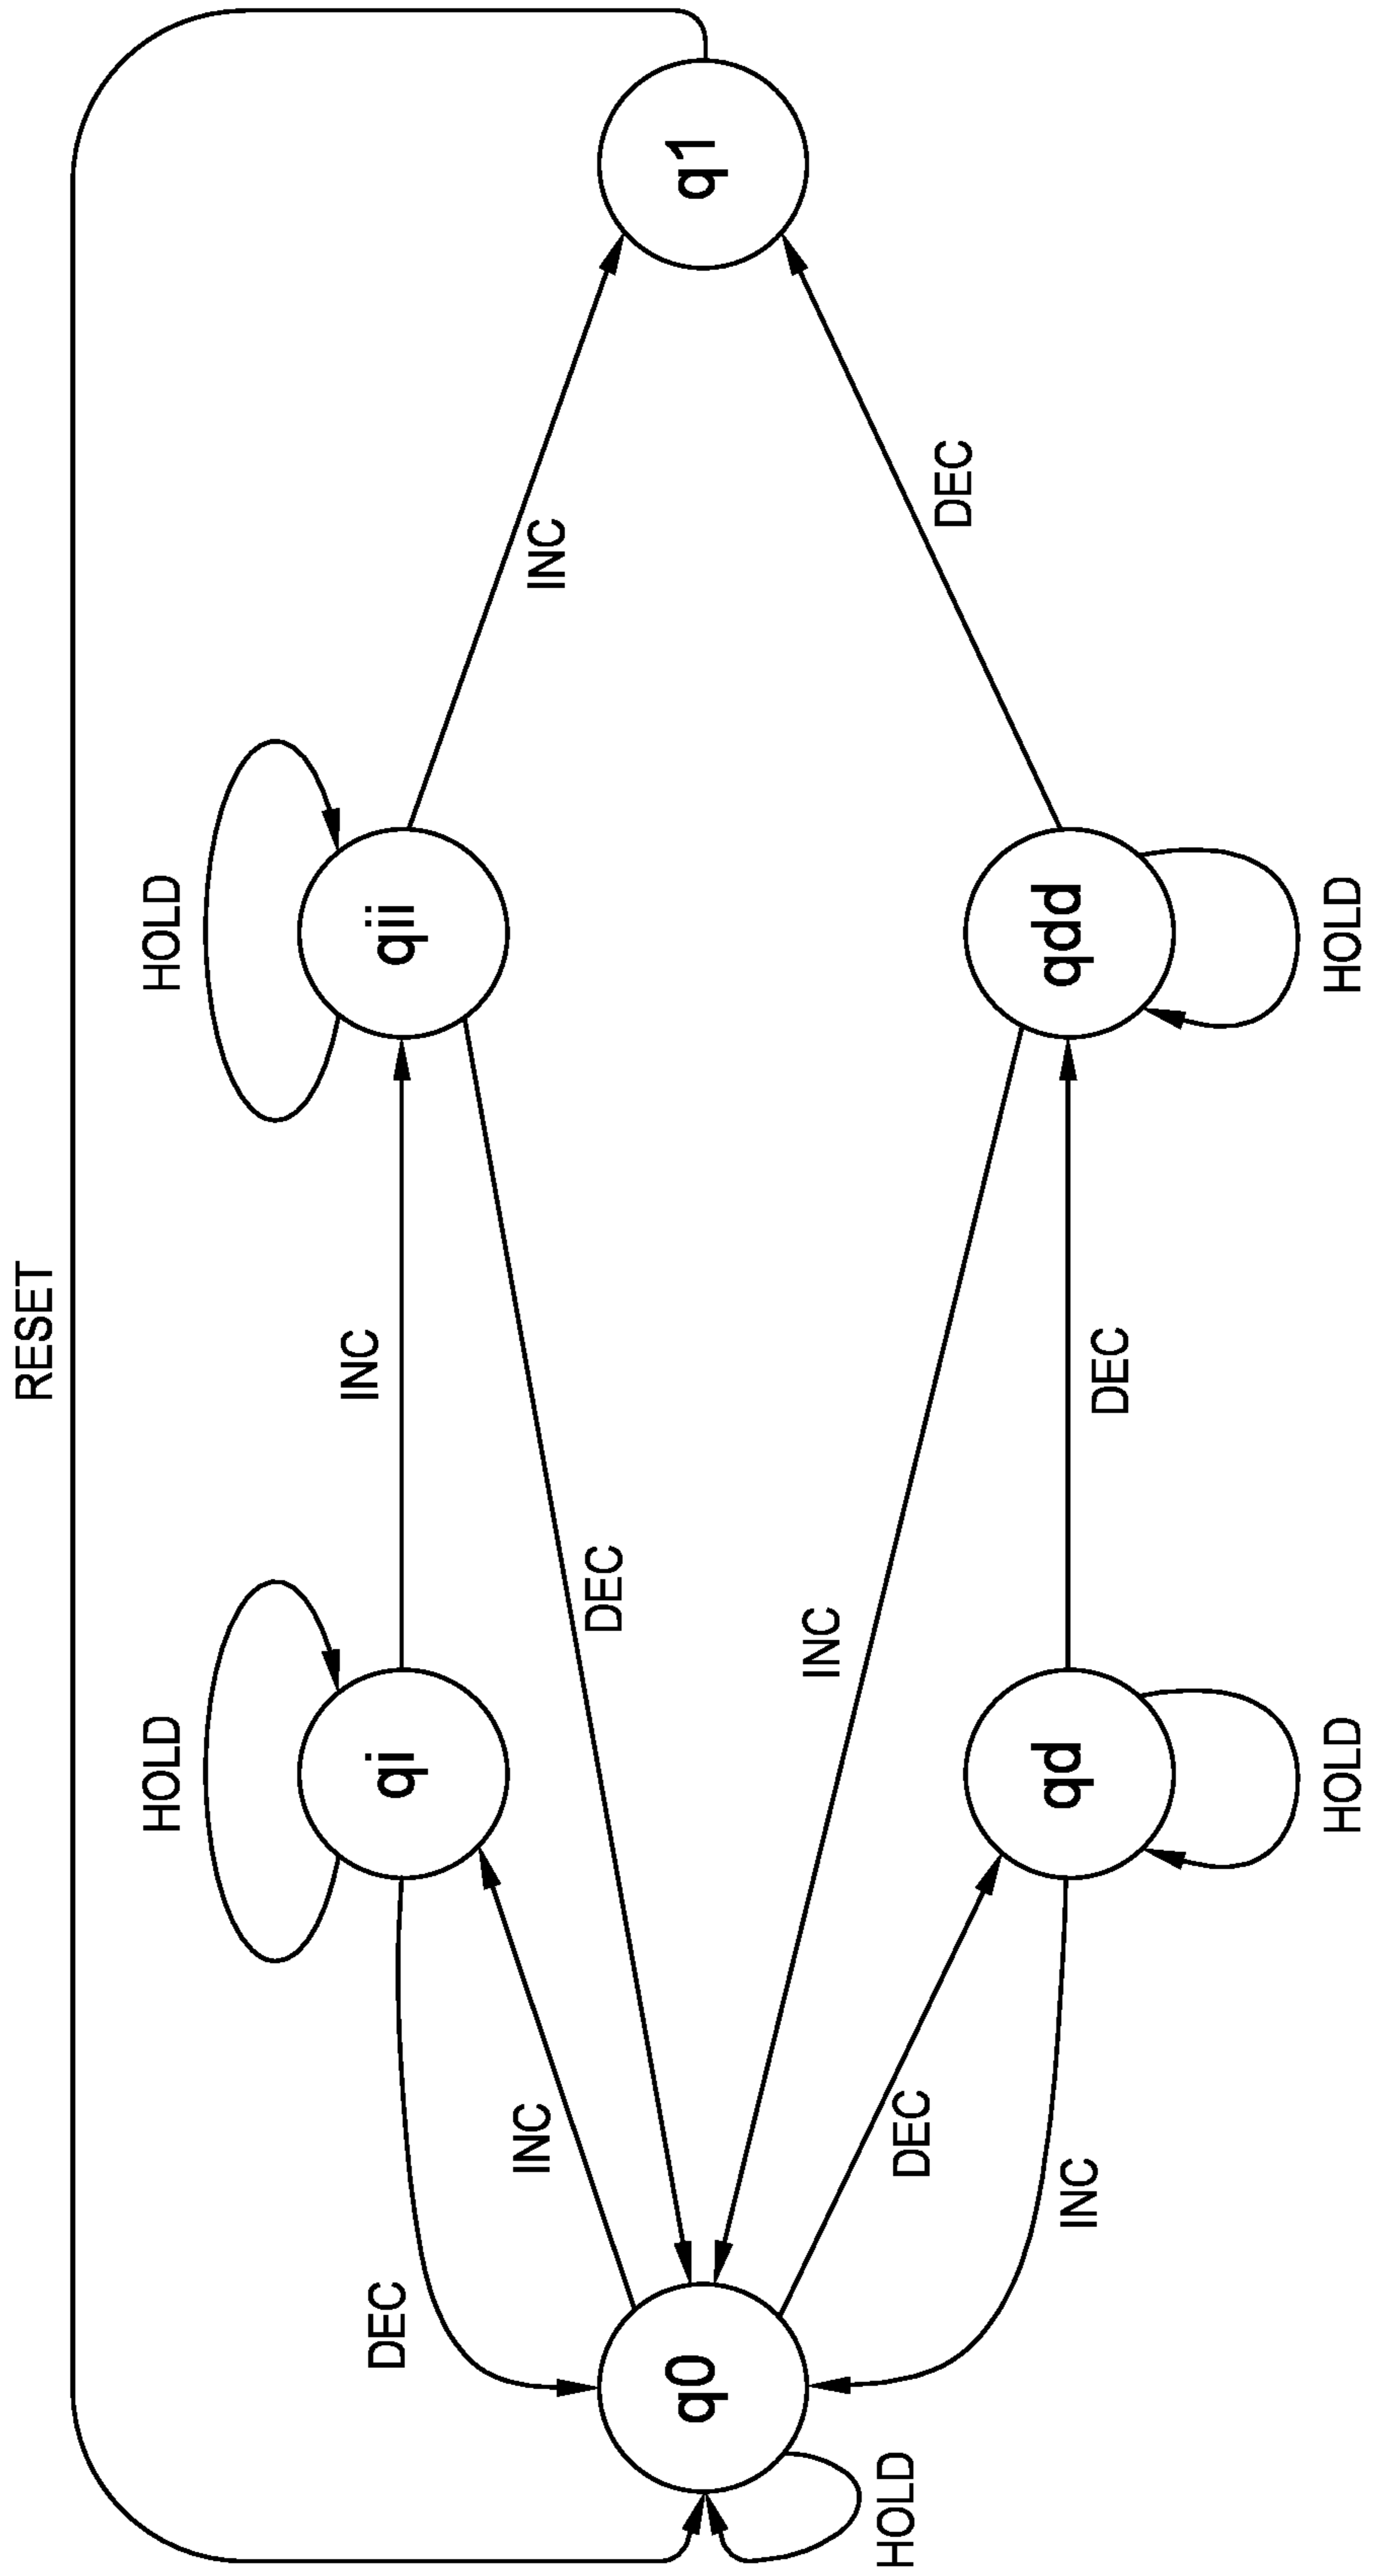 RESET
HOLD
HOLD
qi
INC
qii
DEC
INC
DEC
INC
q0
q1
HOLD
INC
DEC
DEC
INC
qd
DEC
qdd
HOLD
HOLD